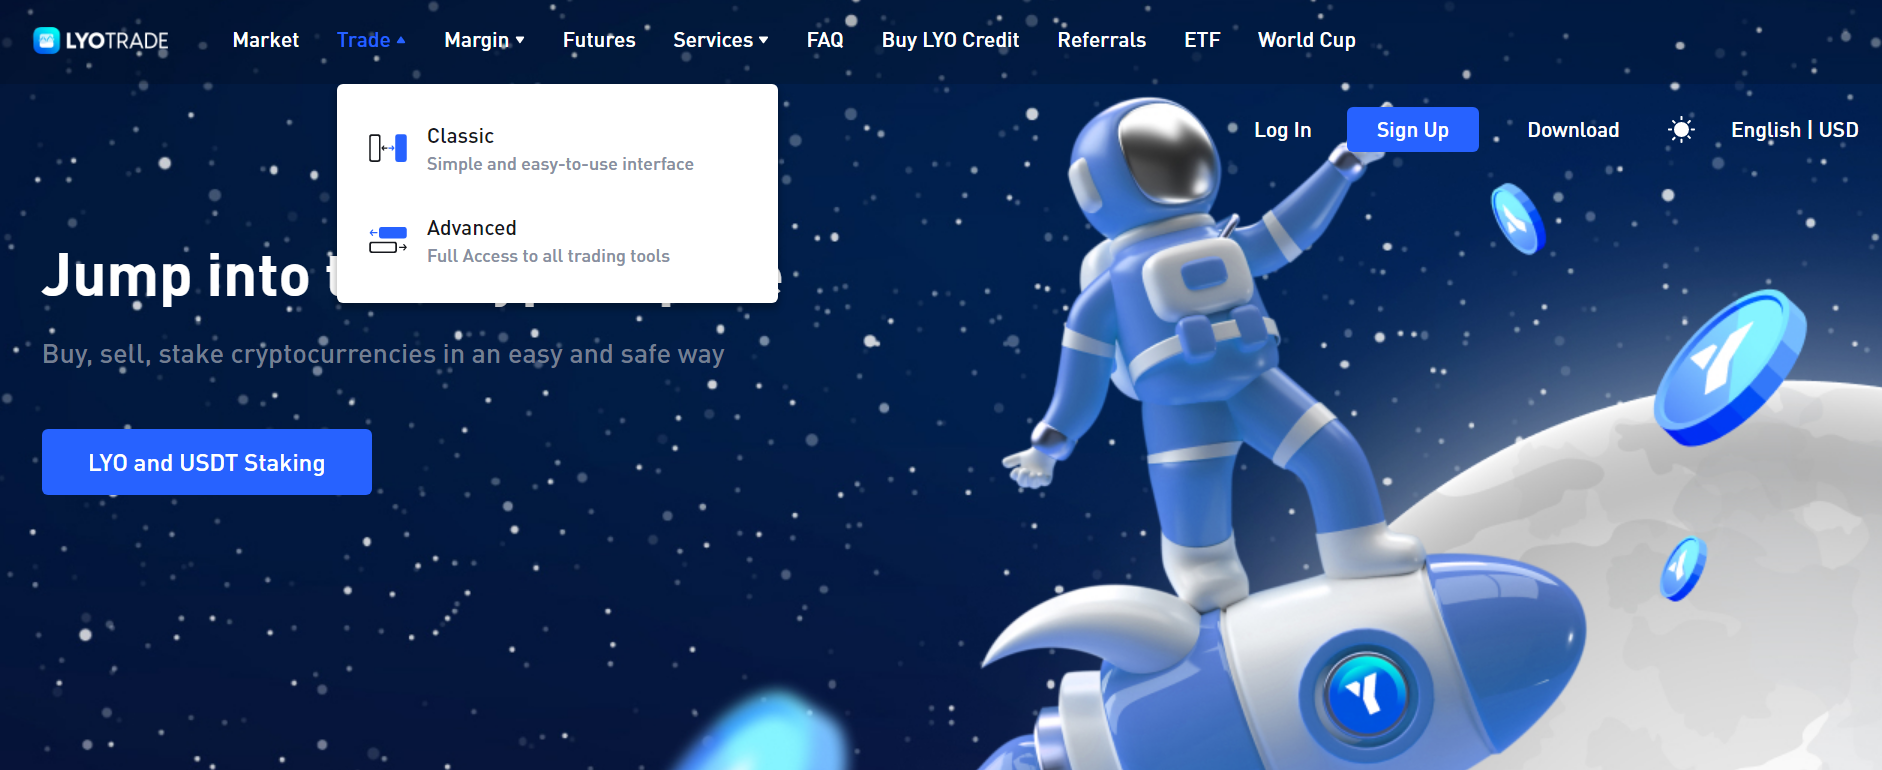 LYOTRADE Market Trade Margin Futures Services FAQ Buy LYO Credit Referrals ETF World Cup
Log In Sign Up Download English | USD
Classic
Simple and easy-to-use interface
Advanced
Full Access to all trading tools
Jump into
Buy, sell, stake cryptocurrencies in an easy and safe way
LYO and USDT Staking